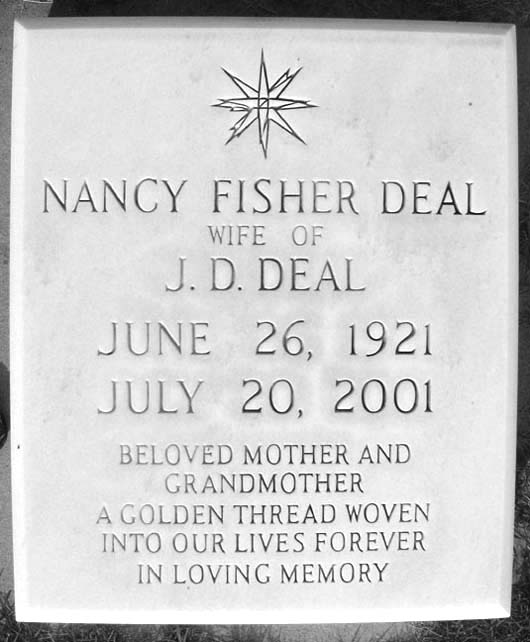 NANCY FISHER DEAL
WIFE OF
J. D. DEAL
JUNE 26, 1921
JULY 20, 2001
BELOVED MOTHER AND
GRANDMOTHER
A GOLDEN THREAD WOVEN
INTO OUR LIVES FOREVER
IN LOVING MEMORY